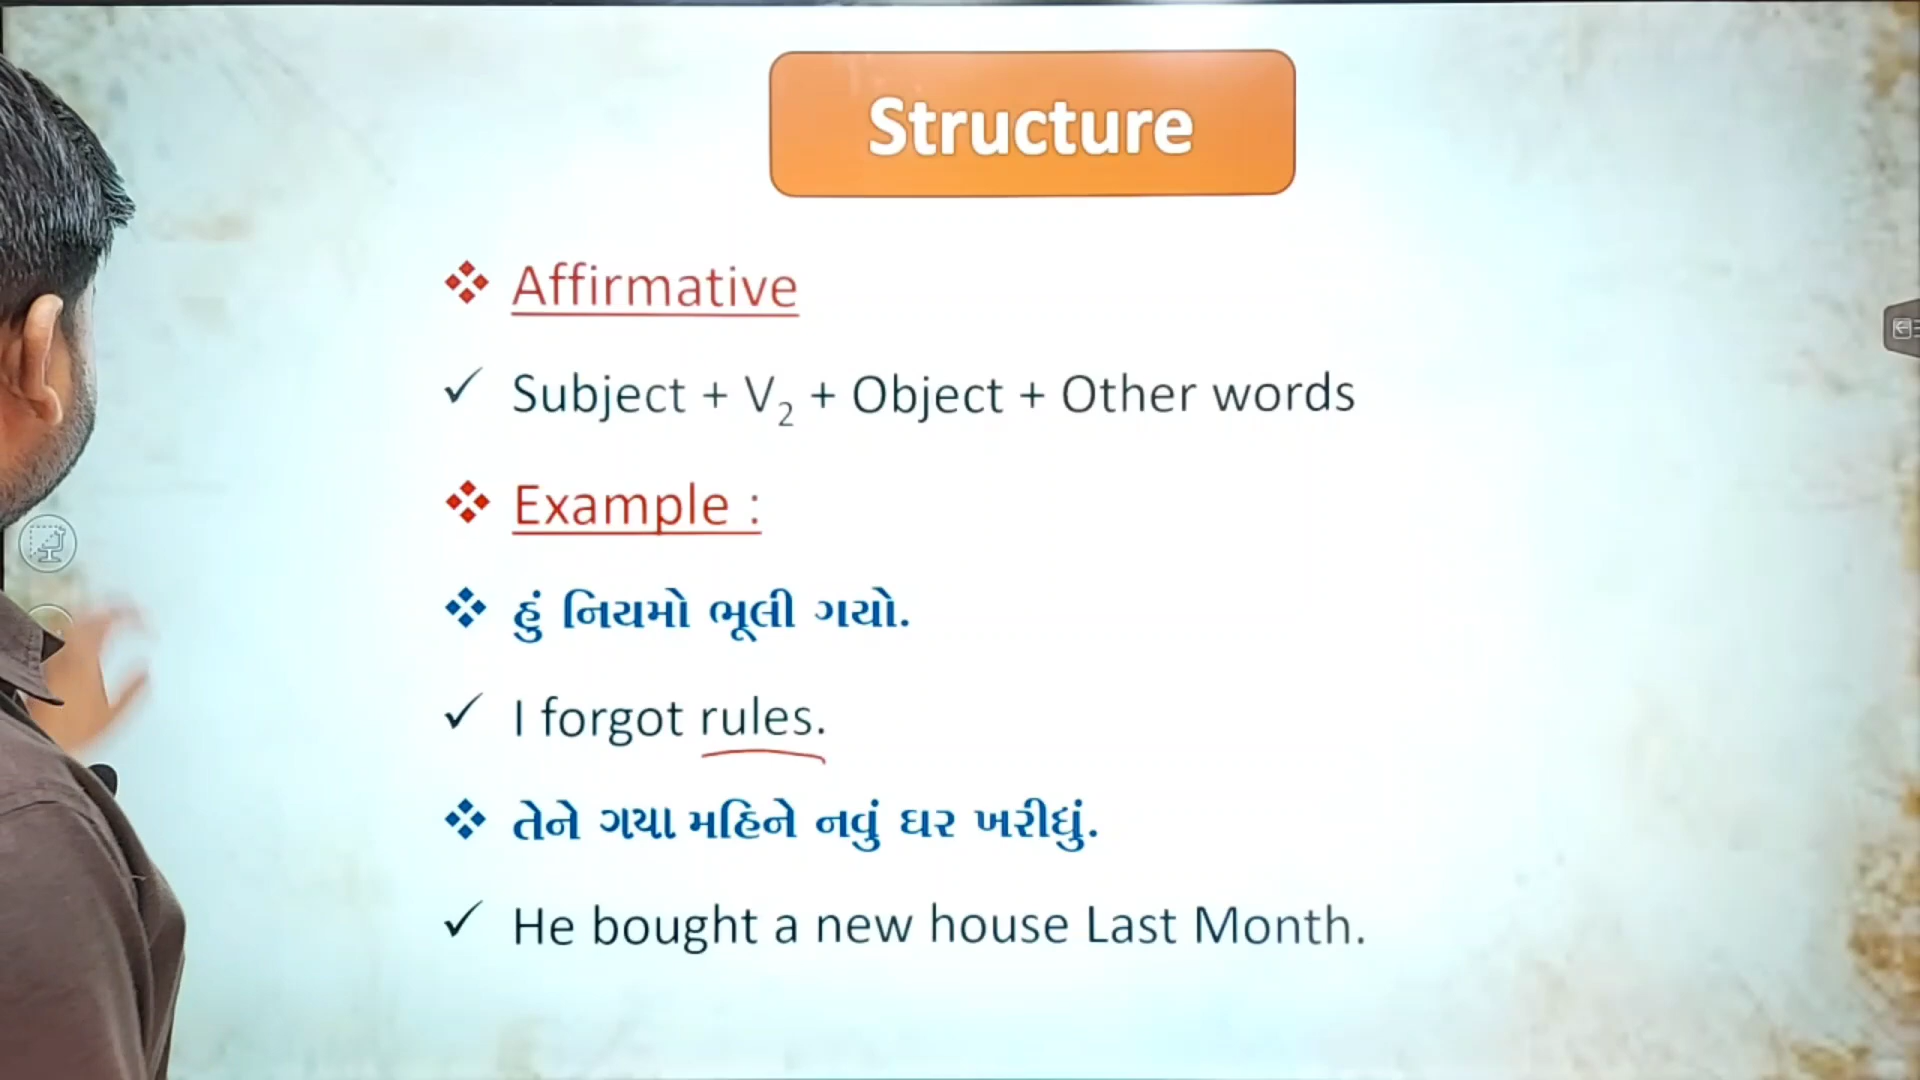 Structure
Affirmative
Subject + V₂ + Object + Other words
Example :
હું નિયમો ભૂલી ગયો.
I forgot rules.
તેને ગયા મહિને નવું ઘર ખરીધું.
He bought a new house Last Month.